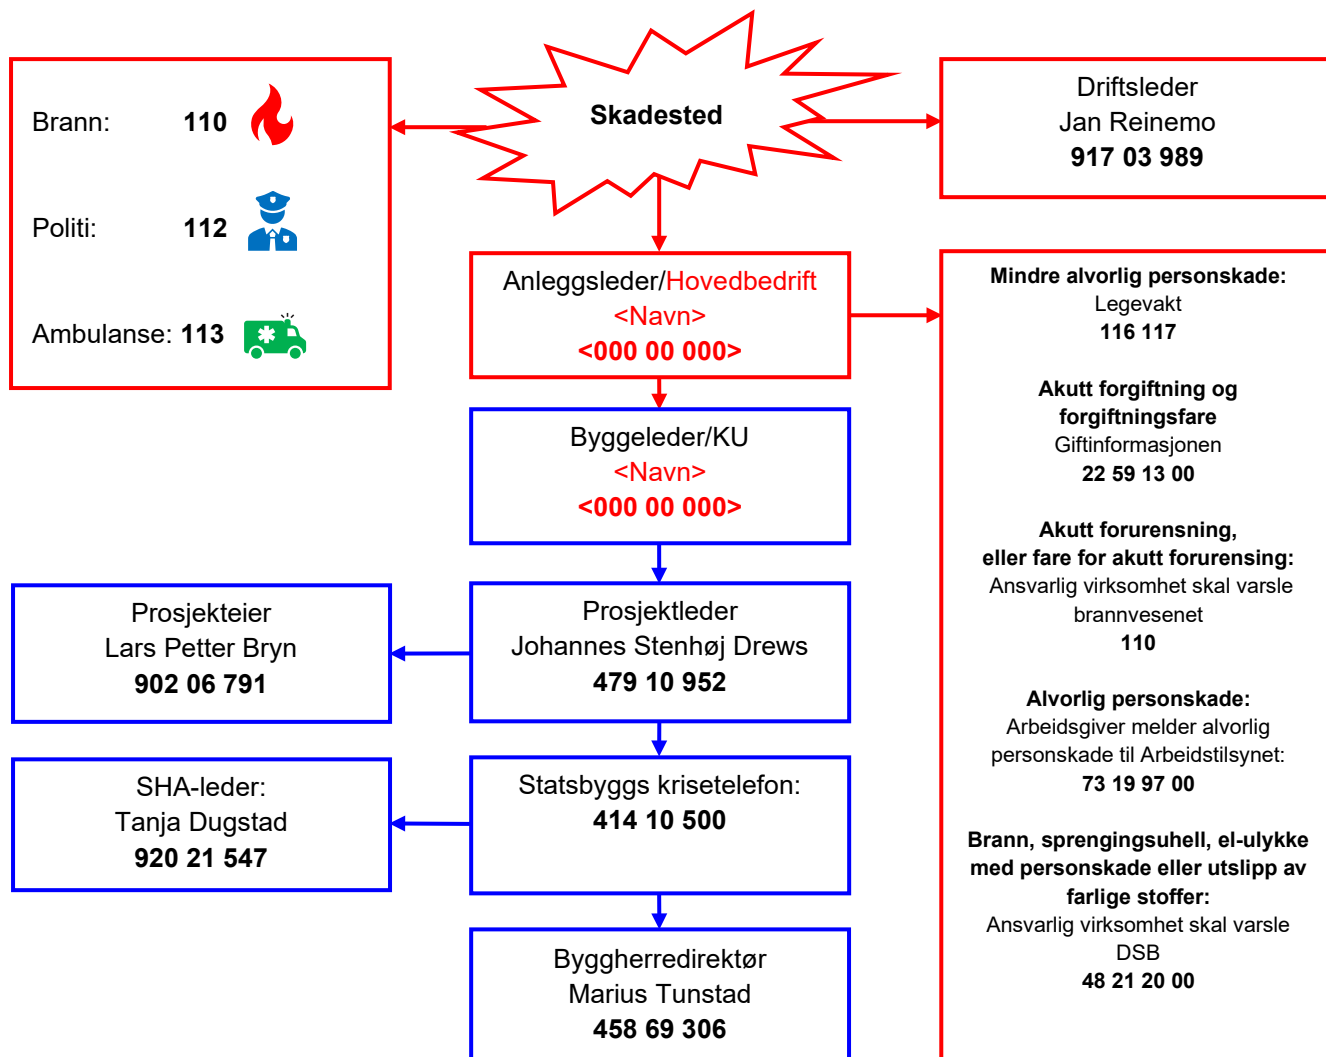 Skadested
Brann: 110
Politi: 112
Ambulanse: 113
Driftsleder
Jan Reinemo
917 03 989
Anleggsleder/Hovedbedrift
<Navn>
<000 00 000>
Byggeleder/KU
<Navn>
<000 00 000>
Prosjekteier
Lars Petter Bryn
902 06 791
Prosjektleder
Johannes Stenhøj Drews
479 10 952
SHA-leder:
Tanja Dugstad
920 21 547
Statsbyggs krisetelefon:
414 10 500
Byggherredirektør
Marius Tunstad
458 69 306
Mindre alvorlig personskade:
Legevakt
116 117
Akutt forgiftning og
forgiftningsfare
Giftinformasjonen
22 59 13 00
Akutt forurensning,
eller fare for akutt forurensing:
Ansvarlig virksomhet skal varsle
brannvesenet
110
Alvorlig personskade:
Arbeidsgiver melder alvorlig
personskade til Arbeidstilsynet:
73 19 97 00
Brann, sprengingsuhell, el-ulykke
med personskade eller utslipp av
farlige stoffer:
Ansvarlig virksomhet skal varsle
DSB
48 21 20 00